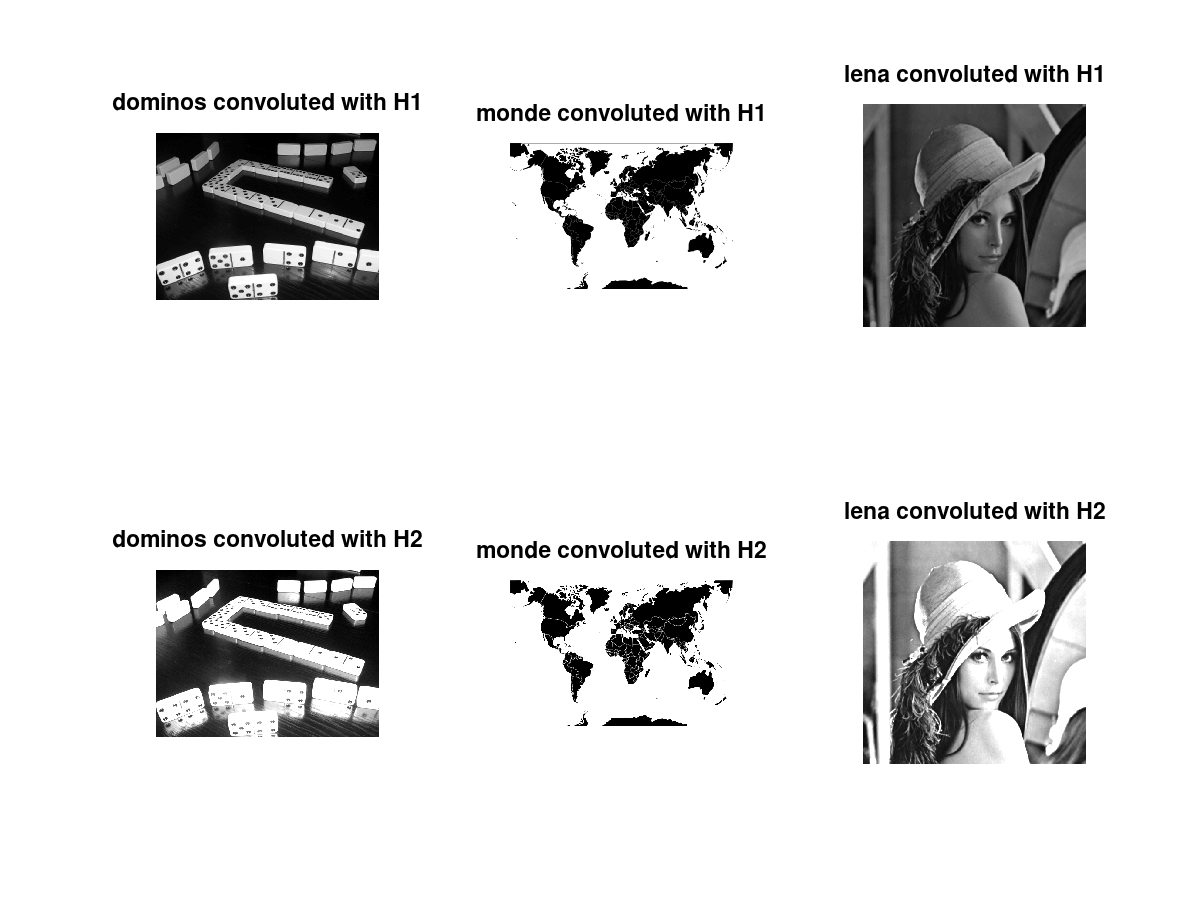 dominos convoluted with H1
monde convoluted with H1
lena convoluted with H1
dominos convoluted with H2
monde convoluted with H2
lena convoluted with H2